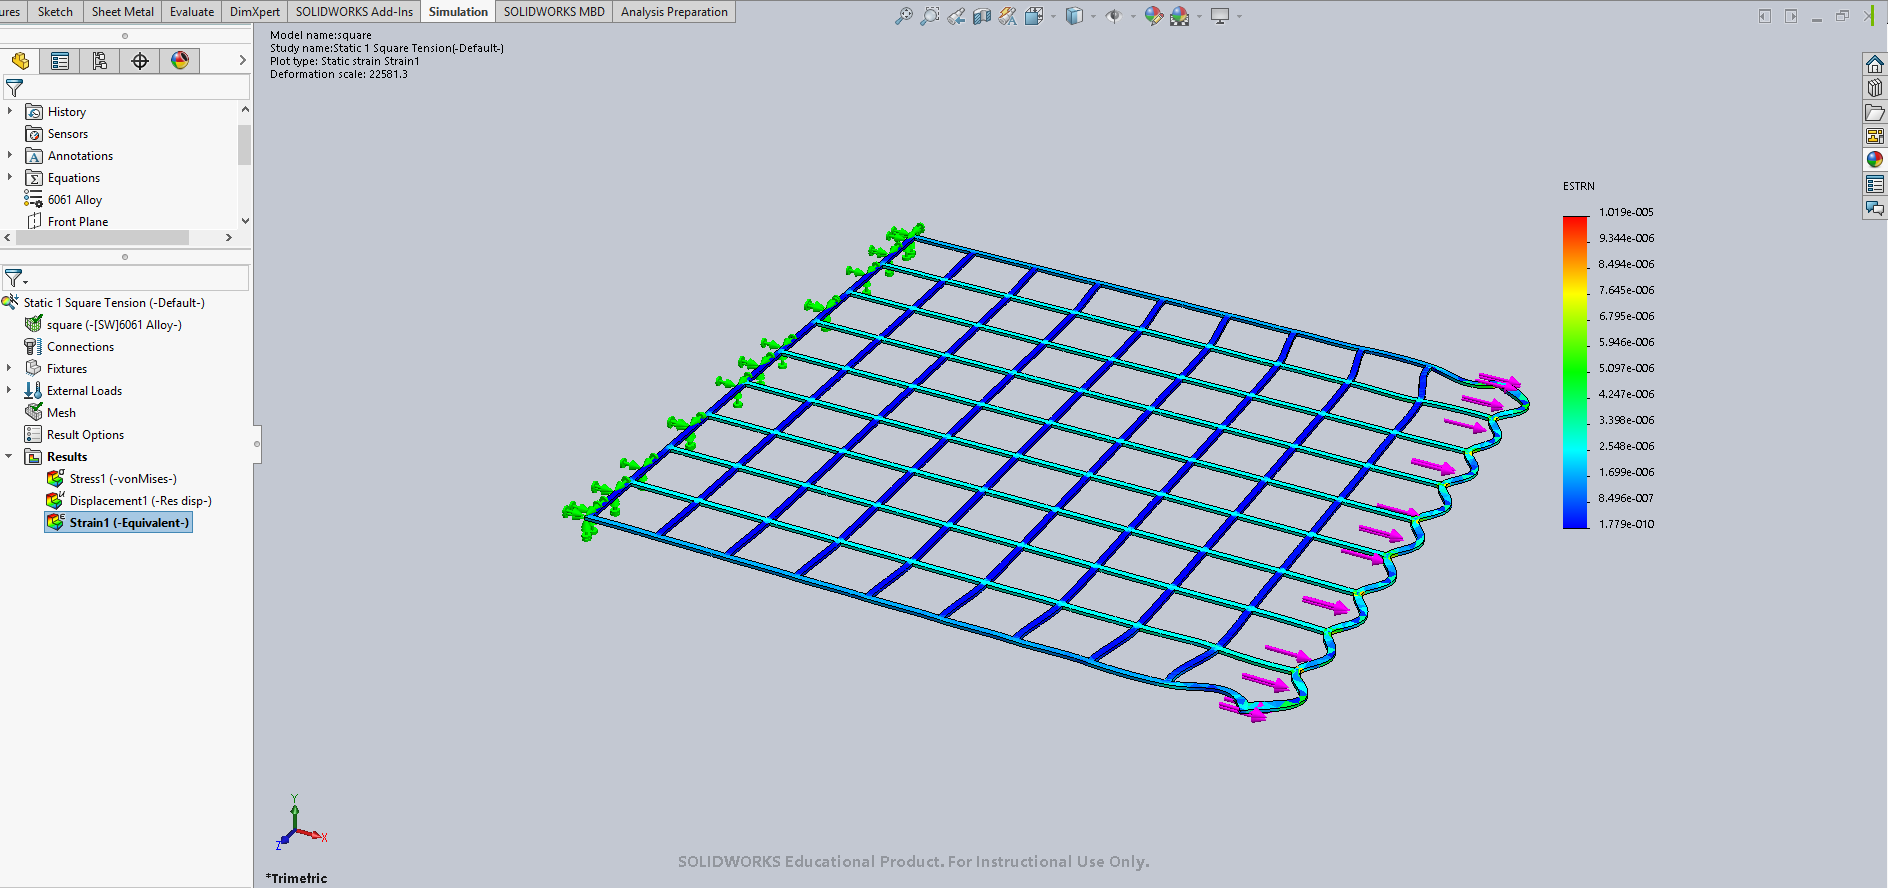 ures Sketch Sheet Metal Evaluate DimXpert SOLIDWORKS Add-Ins Simulation SOLIDWORKS MBD Analysis Preparation
Model name:square
Study name:Static 1 Square Tension(-Default-)
Plot type: Static strain Strain1
Deformation scale: 22581.3
History
Sensors
A Annotations
Equations
6061 Alloy
Front Plane
Static 1 Square Tension (-Default-)
square (-[SW]6061 Alloy-)
Connections
Fixtures
External Loads
Mesh
Result Options
Results
Stress1 (-vonMises-)
Displacement1 (-Res disp-)
Strain1 (-Equivalent-)
ESTRN
1.019e-005
9.344e-006
8.494e-006
7.645e-006
6.795e-006
5.946e-006
5.097e-006
4.247e-006
3.398e-006
2.548e-006
1.699e-006
8.496e-007
1.779e-010
Y
X
Z
SOLIDWORKS Educational Product. For Instructional Use Only.
*Trimetric